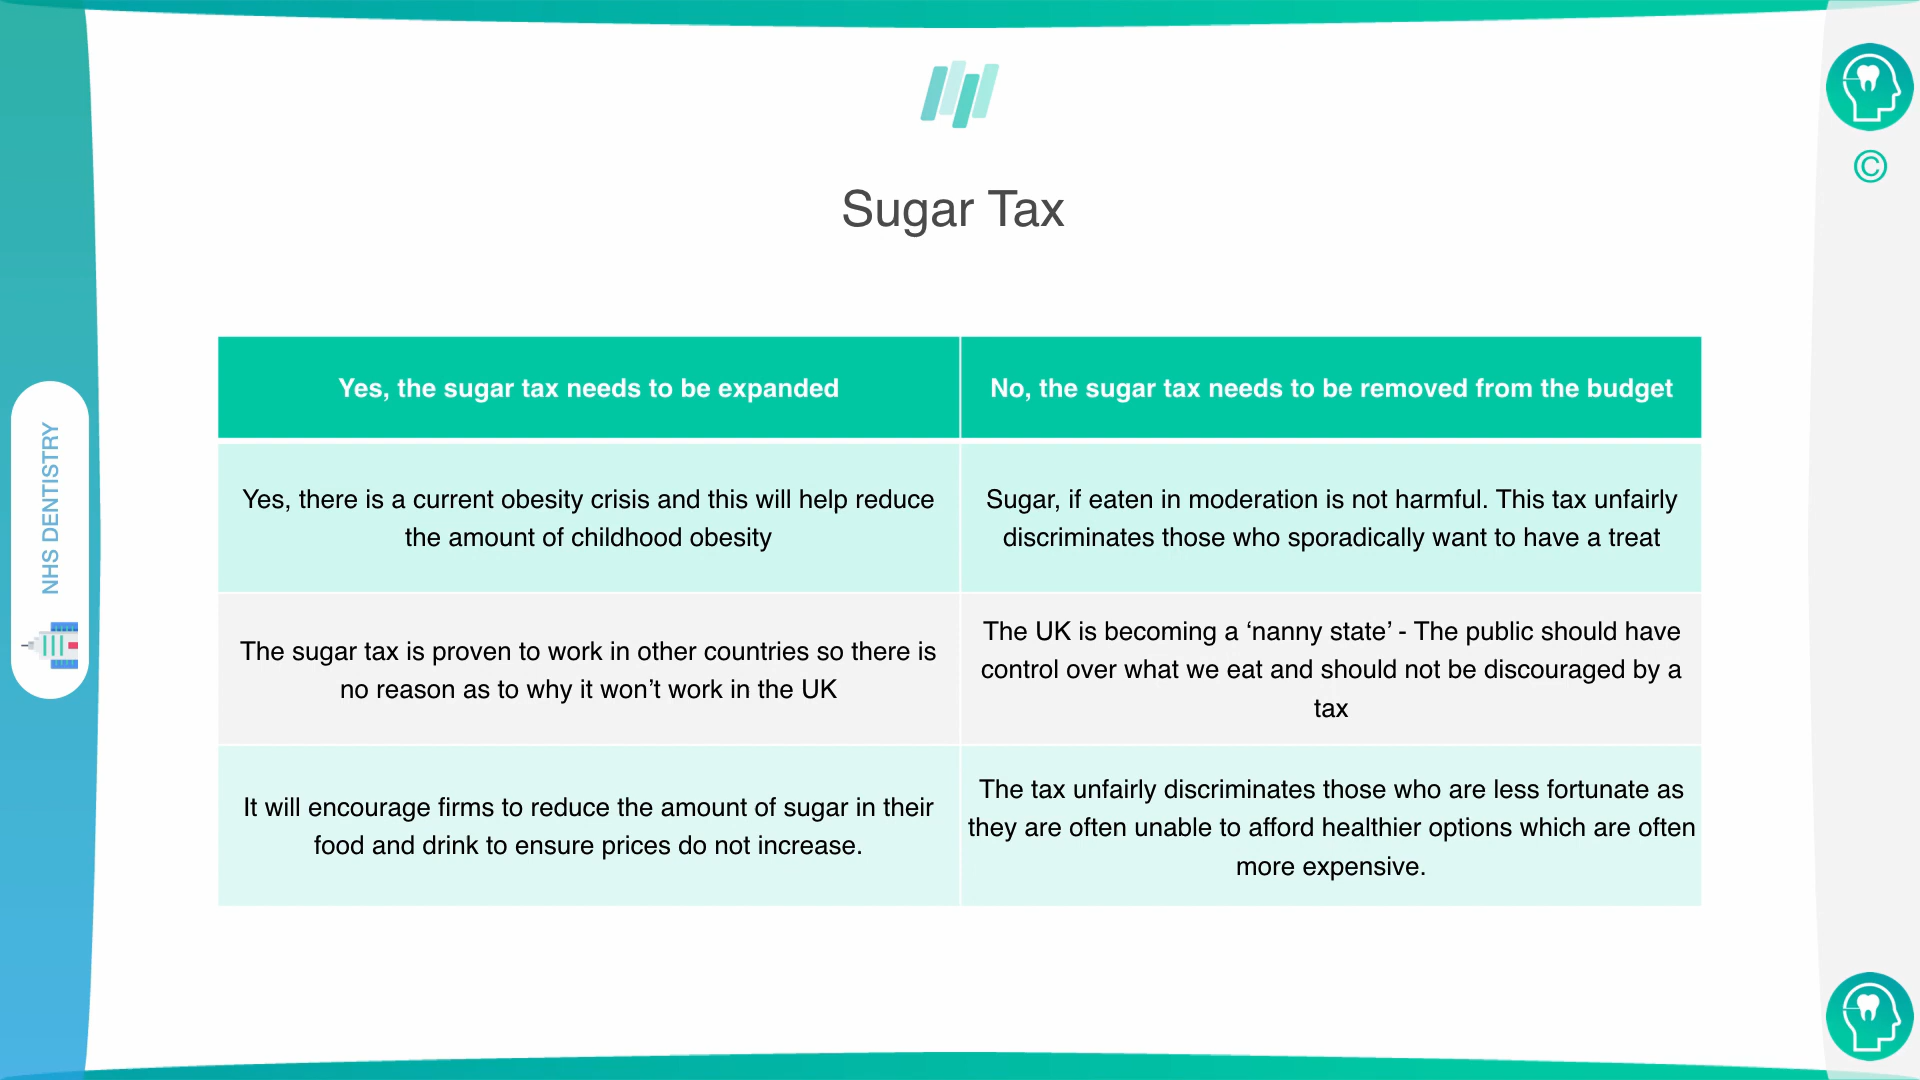 ©
Sugar Tax
NHS DENTISTRY
Yes, the sugar tax needs to be expanded
No, the sugar tax needs to be removed from the budget
Yes, there is a current obesity crisis and this will help reduce
the amount of childhood obesity
Sugar, if eaten in moderation is not harmful. This tax unfairly
discriminates those who sporadically want to have a treat
The sugar tax is proven to work in other countries so there is
no reason as to why it won’t work in the UK
The UK is becoming a ‘nanny state’ - The public should have
control over what we eat and should not be discouraged by a
tax
It will encourage firms to reduce the amount of sugar in their
food and drink to ensure prices do not increase.
The tax unfairly discriminates those who are less fortunate as
they are often unable to afford healthier options which are often
more expensive.